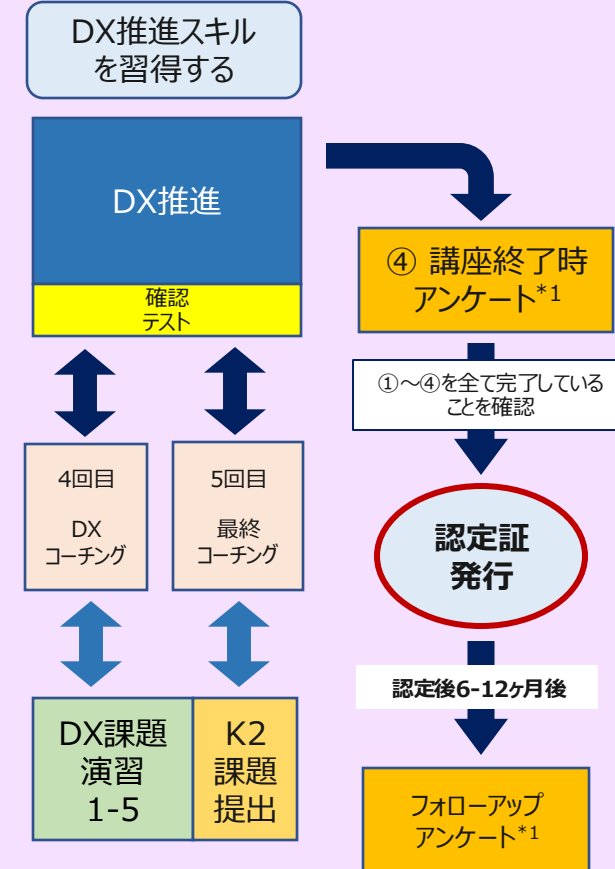 DX推進スキル
を習得する
DX推進
確認
テスト
4回目
DX
コーチング
5回目
最終
コーチング
DX課題
演習
1-5
K2
課題
提出
④ 講座終了時
アンケート*1
①～④を全て完了している
ことを確認
認定証
発行
認定後6-12ヶ月後
フォローアップ
アンケート*1